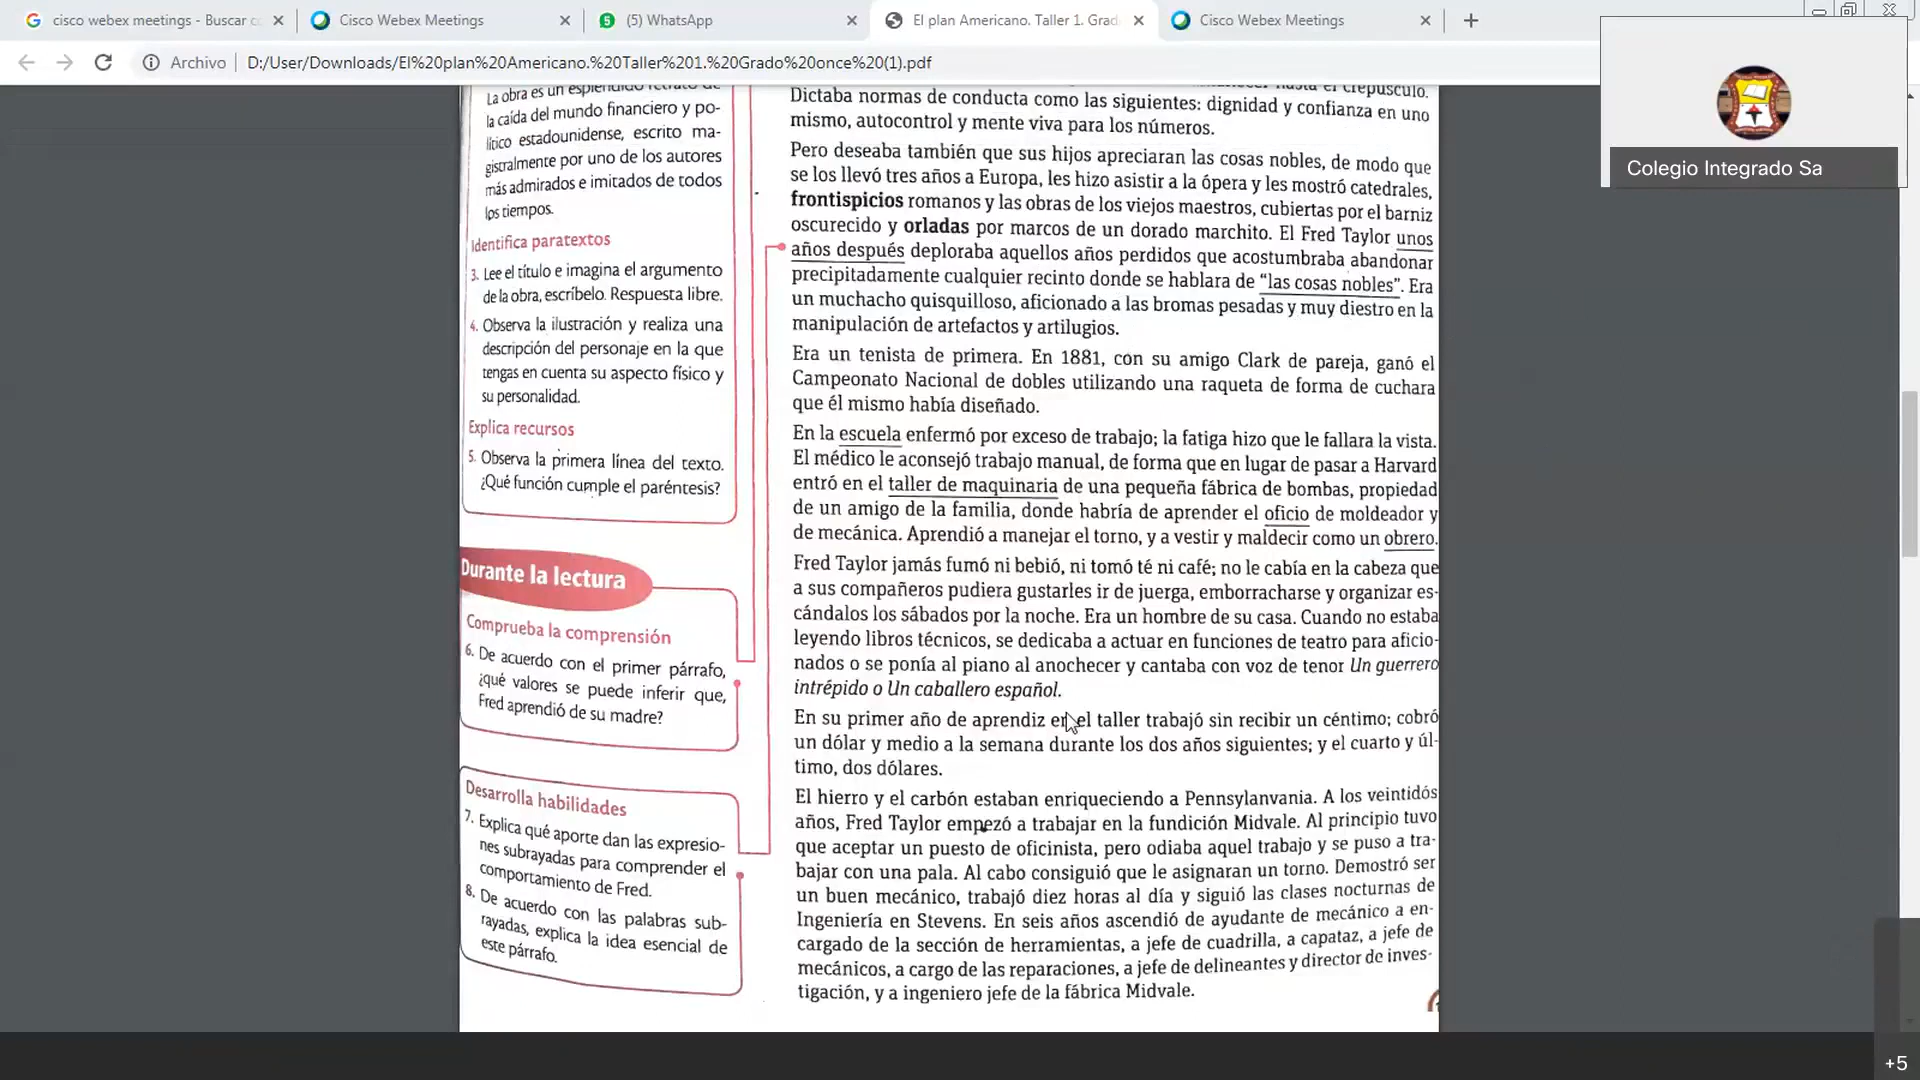 cisco webex meetings - Buscar c
Cisco Webex Meetings
(5) WhatsApp
El plan Americano. Taller 1. Grad
Cisco Webex Meetings
Archivo
D:/User/Downloads/El%20plan%20Americano.%20Taller%201.%20Grado%20once%20(1).pdf
Colegio Integrado Sa
La obra es un espléndido retrato de
la caída del mundo financiero y po-
lítico estadounidense, escrito ma-
gistralmente por uno de los autores
más admirados e imitados de todos
los tiempos.
Identifica paratextos
3. Lee el título e imagina el argumento
de la obra, escríbelo. Respuesta libre.
4. Observa la ilustración y realiza una
descripción del personaje en la que
tengas en cuenta su aspecto físico y
su personalidad.
Explica recursos
5. Observa la primera línea del texto.
¿Qué función cumple el paréntesis?
Durante la lectura
Comprueba la comprensión
6. De acuerdo con el primer párrafo,
¿qué valores se puede inferir que,
Fred aprendió de su madre?
Desarrolla habilidades
7. Explica qué aporte dan las expresio-
nes subrayadas para comprender el
comportamiento de Fred.
8. De acuerdo con las palabras sub-
rayadas, explica la idea esencial de
este párrafo.
hasta el crepúsculo.
Dictaba normas de conducta como las siguientes: dignidad y confianza en uno
mismo, autocontrol y mente viva para los números.
Pero deseaba también que sus hijos apreciaran las cosas nobles, de modo que
se los llevó tres años a Europa, les hizo asistir a la ópera y les mostró catedrales,
frontispicios romanos y las obras de los viejos maestros, cubiertas por el barniz
oscurecido y orladas por marcos de un dorado marchito. El Fred Taylor unos
años después deploraba aquellos años perdidos que acostumbraba abandonar
precipitadamente cualquier recinto donde se hablara de “las cosas nobles”. Era
un muchacho quisquilloso, aficionado a las bromas pesadas y muy diestro en la
manipulación de artefactos y artilugios.
Era un tenista de primera. En 1881, con su amigo Clark de pareja, ganó el
Campeonato Nacional de dobles utilizando una raqueta de forma de cuchara
que él mismo había diseñado.
En la escuela enfermó por exceso de trabajo; la fatiga hizo que le fallara la vista.
El médico le aconsejó trabajo manual, de forma que en lugar de pasar a Harvard
entró en el taller de maquinaria de una pequeña fábrica de bombas, propiedad
de un amigo de la familia, donde habría de aprender el oficio de moldeador y
de mecánica. Aprendió a manejar el torno, y a vestir y maldecir como un obrero.
Fred Taylor jamás fumó ni bebió, ni tomó té ni café; no le cabía en la cabeza que
a sus compañeros pudiera gustarles ir de juerga, emborracharse y organizar es-
cándalos los sábados por la noche. Era un hombre de su casa. Cuando no estaba
leyendo libros técnicos, se dedicaba a actuar en funciones de teatro para aficio-
nados o se ponía al piano al anochecer y cantaba con voz de tenor Un guerrero
intrépido o Un caballero español.
En su primer año de aprendiz en el taller trabajó sin recibir un céntimo; cobró
un dólar y medio a la semana durante los dos años siguientes; y el cuarto y úl-
timo, dos dólares.
El hierro y el carbón estaban enriqueciendo a Pennsylanvania. A los veintidós
años, Fred Taylor empezó a trabajar en la fundición Midvale. Al principio tuvo
que aceptar un puesto de oficinista, pero odiaba aquel trabajo y se puso a tra-
bajar con una pala. Al cabo consiguió que le asignaran un torno. Demostró ser
un buen mecánico, trabajó diez horas al día y siguió las clases nocturnas de
Ingeniería en Stevens. En seis años ascendió de ayudante de mecánico a en-
cargado de la sección de herramientas, a jefe de cuadrilla, a capataz, a jefe de
mecánicos, a cargo de las reparaciones, a jefe de delineantes y director de inves-
tigación, y a ingeniero jefe de la fábrica Midvale.
+5